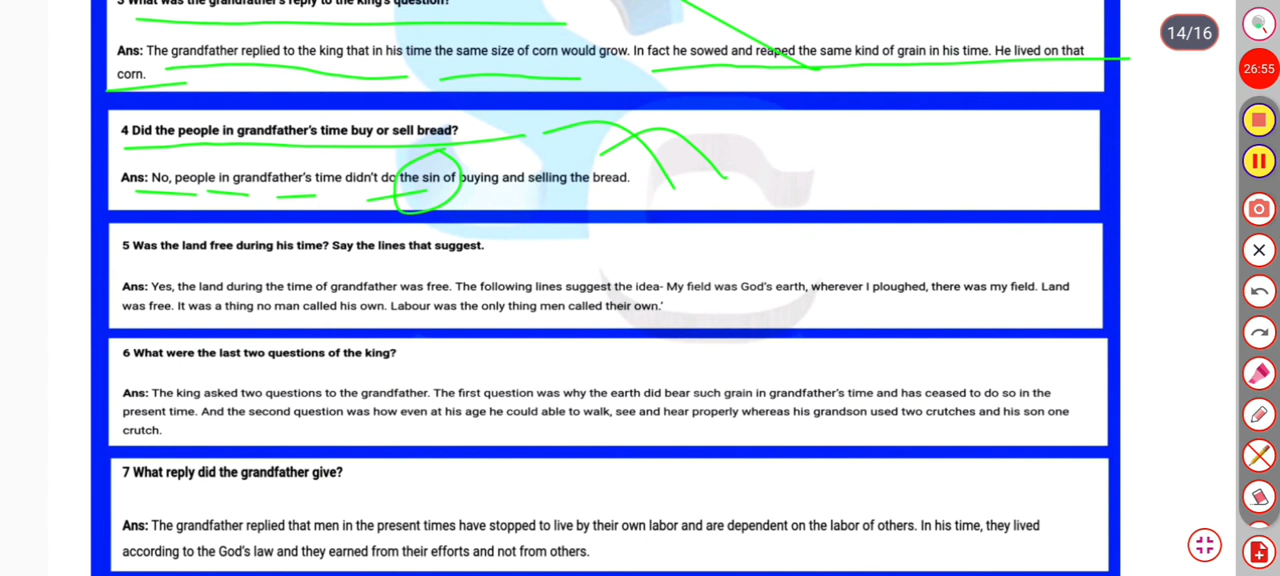 3 What was the grandfather's reply to the king's question?
14/16
Ans: The grandfather replied to the king that in his time the same size of corn would grow. In fact he sowed and reaped the same kind of grain in his time. He lived on that
corn.
26:55
4 Did the people in grandfather's time buy or sell bread?
Ans: No, people in grandfather's time didn't do the sin of buying and selling the bread.
5 Was the land free during his time? Say the lines that suggest.
Ans: Yes, the land during the time of grandfather was free. The following lines suggest the idea- My field was God's earth, wherever I ploughed, there was my field. Land
was free. It was a thing no man called his own. Labour was the only thing men called their own.'
6 What were the last two questions of the king?
Ans: The king asked two questions to the grandfather. The first question was why the earth did bear such grain in grandfather's time and has ceased to do so in the
present time. And the second question was how even at his age he could able to walk, see and hear properly whereas his grandson used two crutches and his son one
crutch.
7 What reply did the grandfather give?
Ans: The grandfather replied that men in the present times have stopped to live by their own labor and are dependent on the labor of others. In his time, they lived
according to the God's law and they earned from their efforts and not from others.